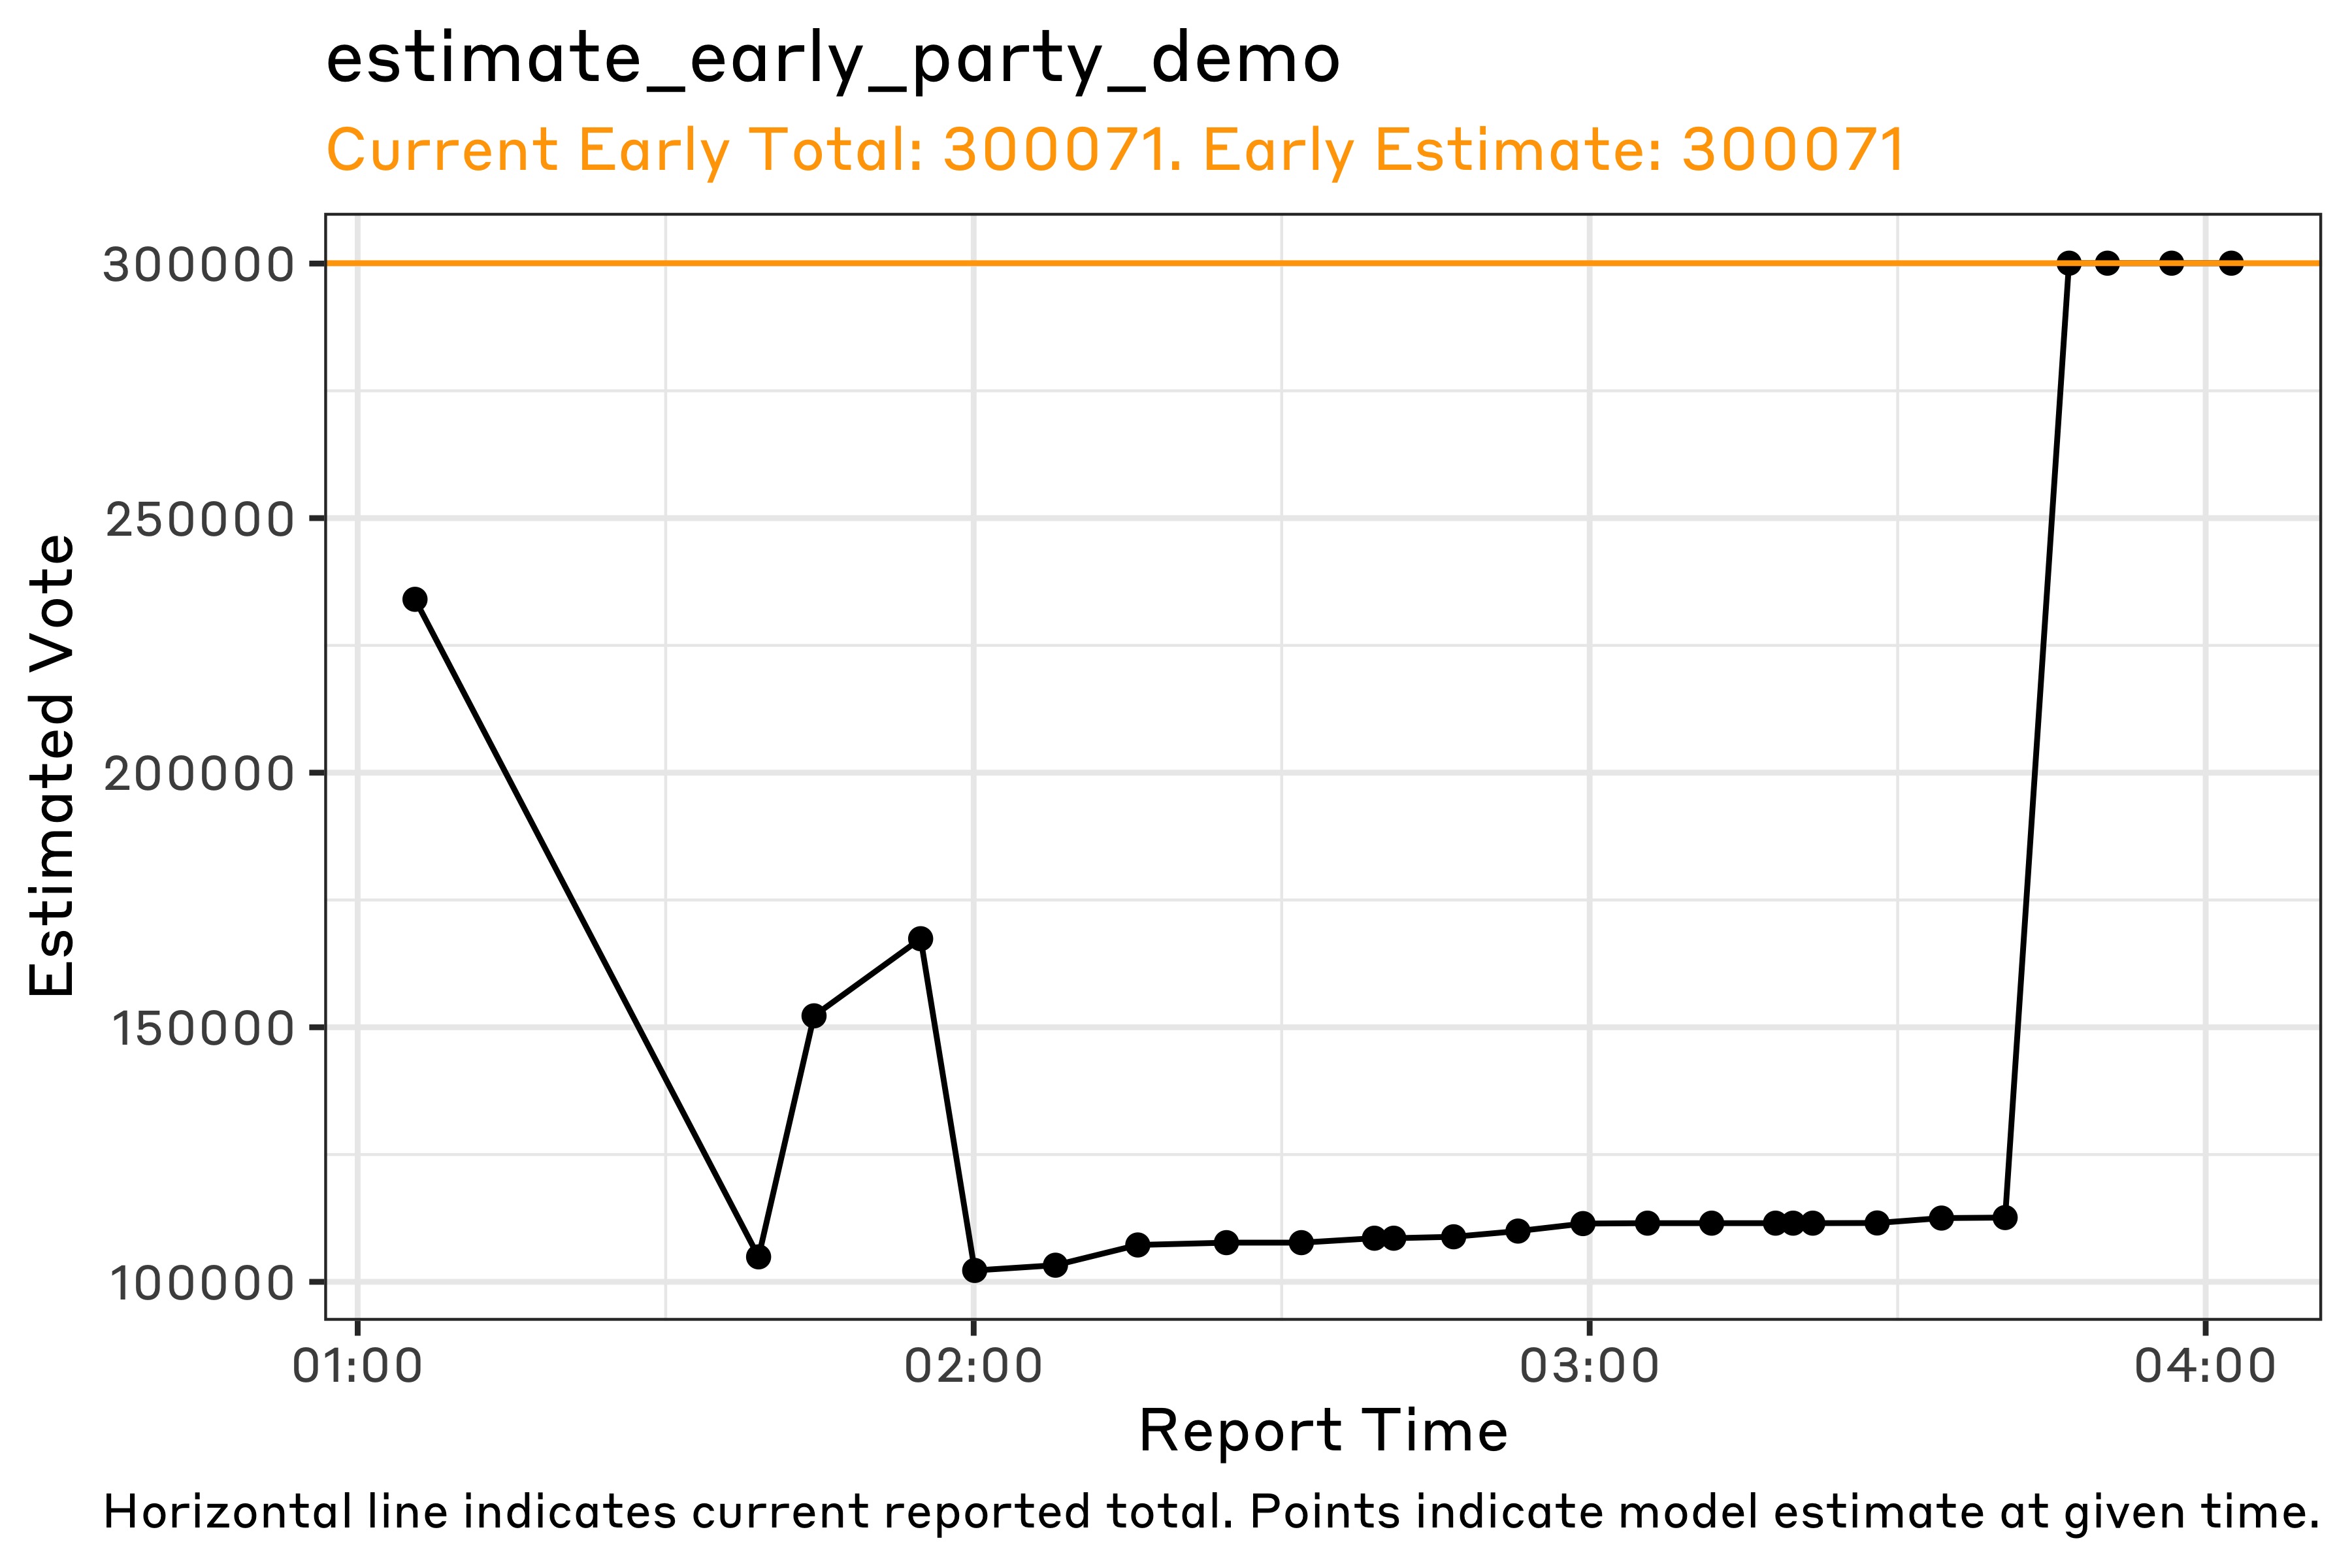 estimate_early_party_demo
Current Early Total: 300071. Early Estimate: 300071
300000
250000
200000
150000
100000
Estimated Vote
01:00 02:00 03:00 04:00
Report Time
Horizontal line indicates current reported total. Points indicate model estimate at given time.